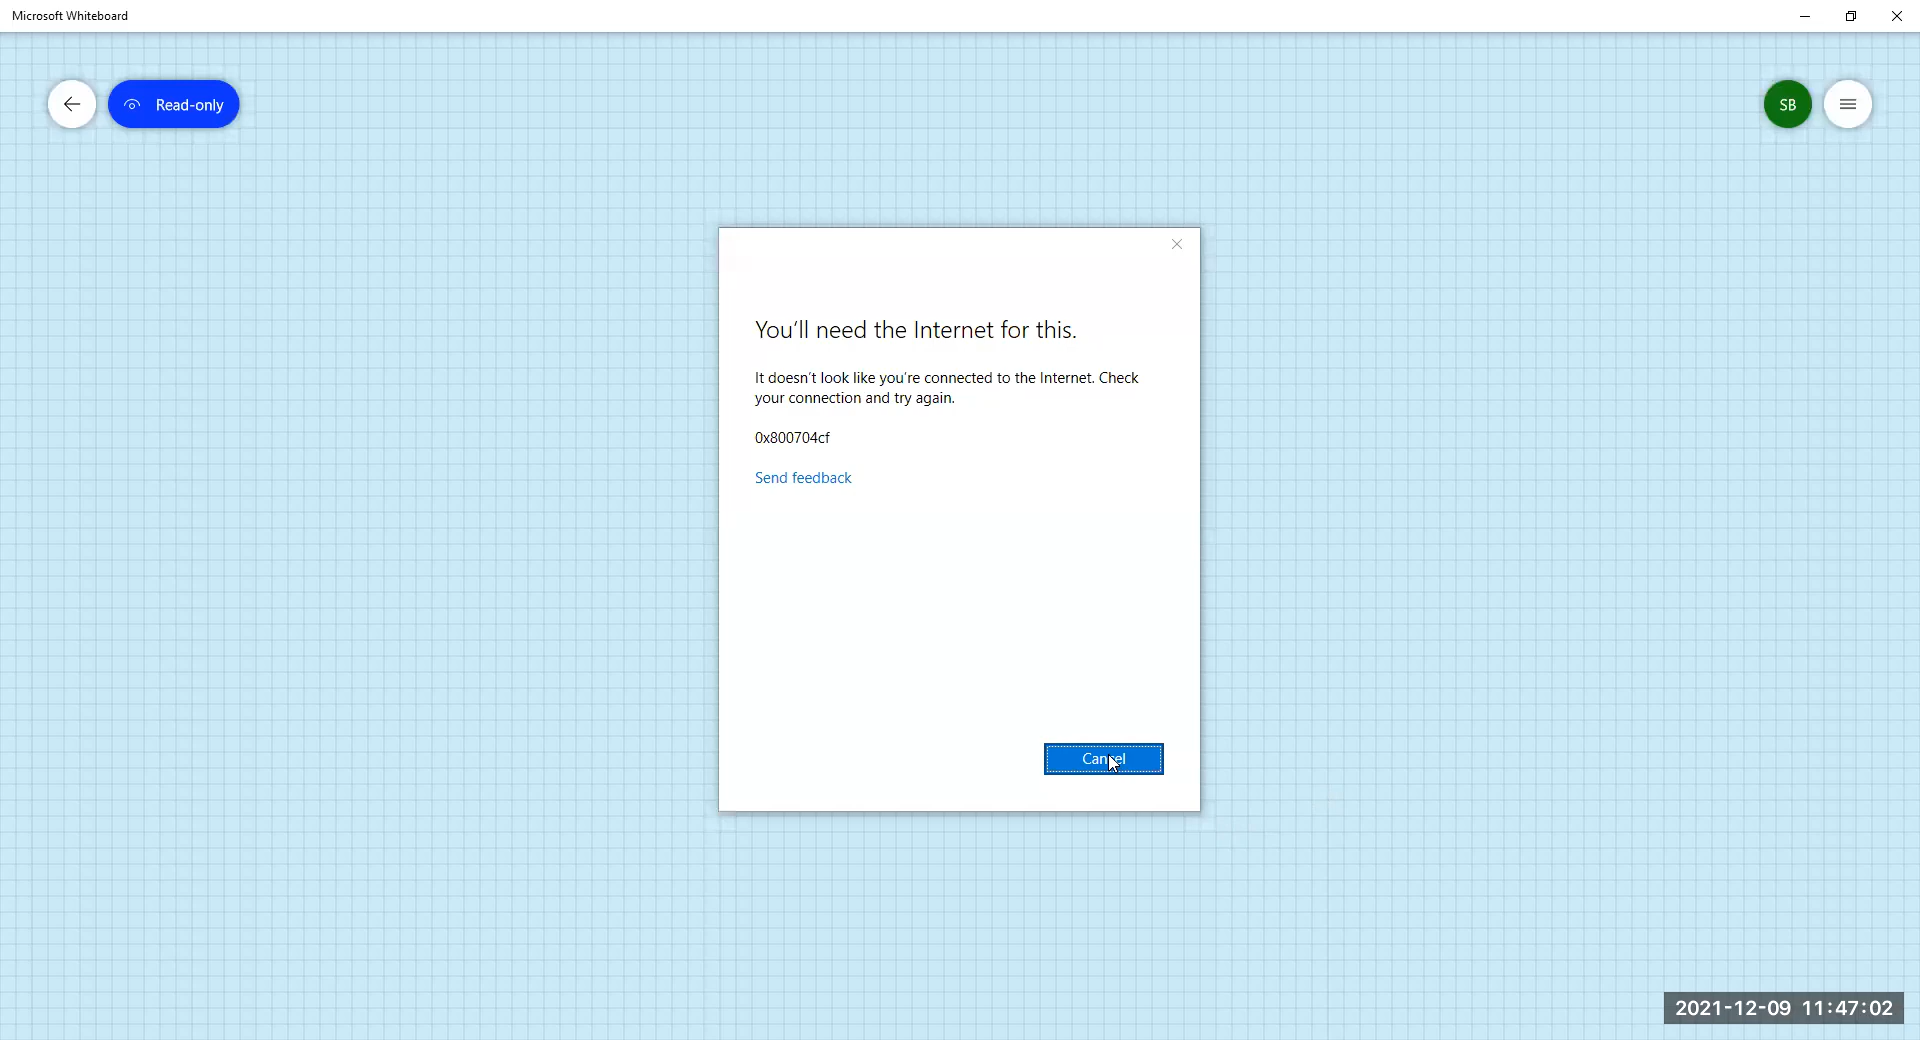 Microsoft Whiteboard
Read-only
SB
You'll need the Internet for this.
It doesn't look like you're connected to the Internet. Check
your connection and try again.
0x800704cf
Send feedback
Cancel
2021-12-09 11:47:02